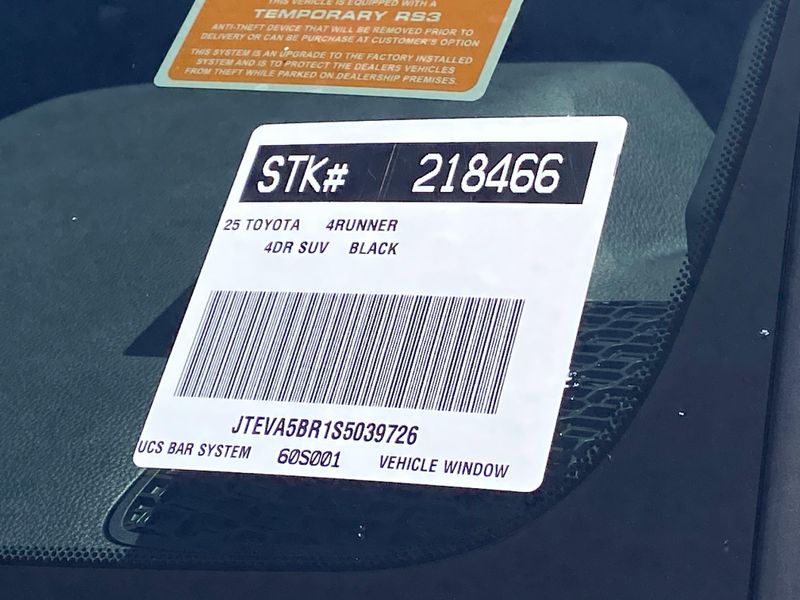 THIS VEHICLE IS EQUIPPED WITH A
TEMPORARY RS3
ANTI-THEFT DEVICE THAT WILL BE REMOVED PRIOR TO
DELIVERY OR CAN BE PURCHASE AT CUSTOMER'S OPTION
THIS SYSTEM IS AN UPGRADE TO THE FACTORY INSTALLED
SYSTEM AND IS TO PROTECT THE DEALERS VEHICLES
FROM THEFT WHILE PARKED ON DEALERSHIP PREMISES.
STK# 218466
25 TOYOTA 4RUNNER
4DR SUV BLACK
JTEVA5BR1S5039726
UCS BAR SYSTEM 60S001 VEHICLE WINDOW